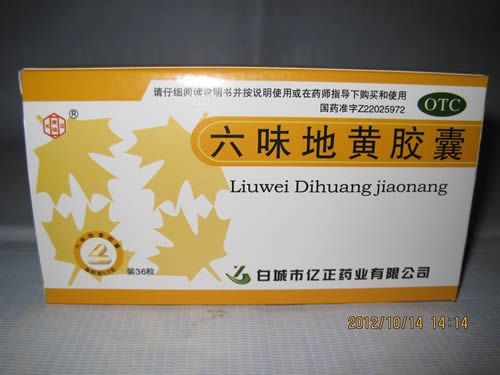 请仔细阅读说明书并按说明使用或在药师指导下购买和使用
国药准字Z22025972
OTC
®
六味地黄胶囊
Liuwei Dihuang jiaonang
装36粒
白城市亿正药业有限公司
2012/10/14 14:14